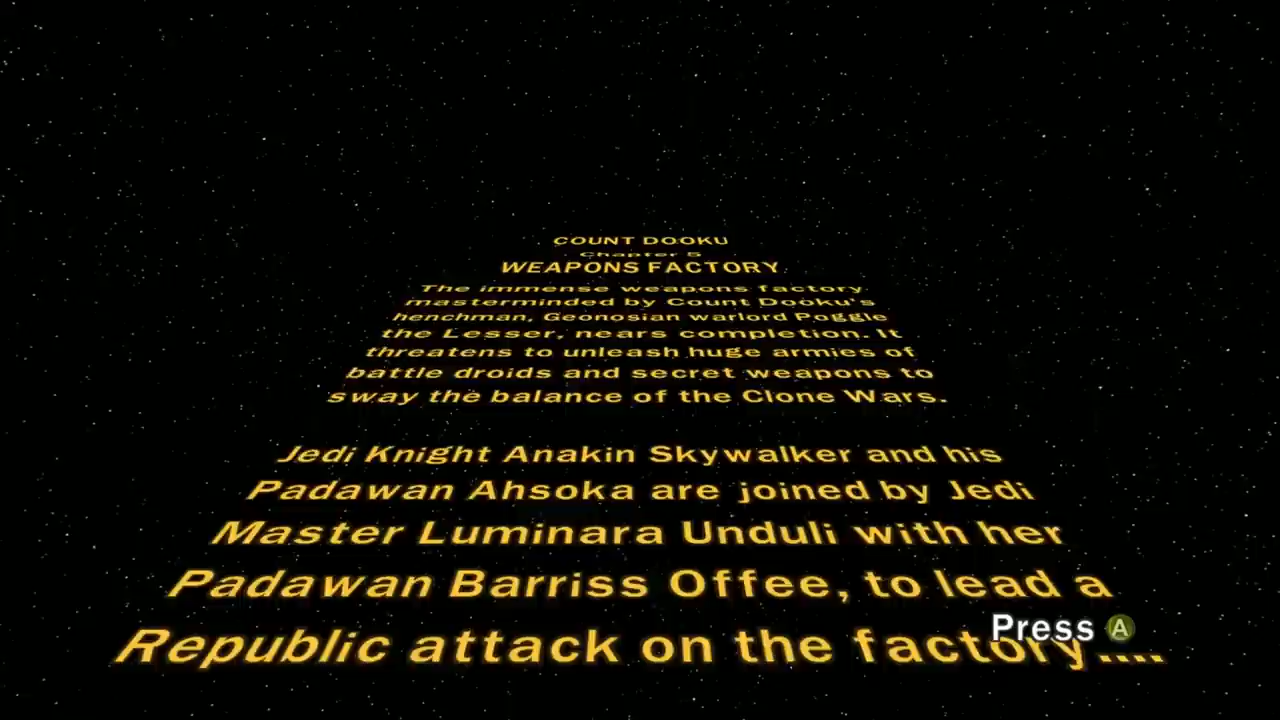 COUNT DOOKU
Chapter 5
WEAPONS FACTORY
The immense weapons factory
masterminded by Count Dooku's
henchman, Geonosian warlord Poggle
the Lesser, nears completion. It
threatens to unleash huge armies of
battle droids and secret weapons to
sway the balance of the Clone Wars.
Jedi Knight Anakin Skywalker and his
Padawan Ahsoka are joined by Jedi
Master Luminara Unduli with her
Padawan Barriss Offee, to lead a
Republic attack on the factory....
Press A